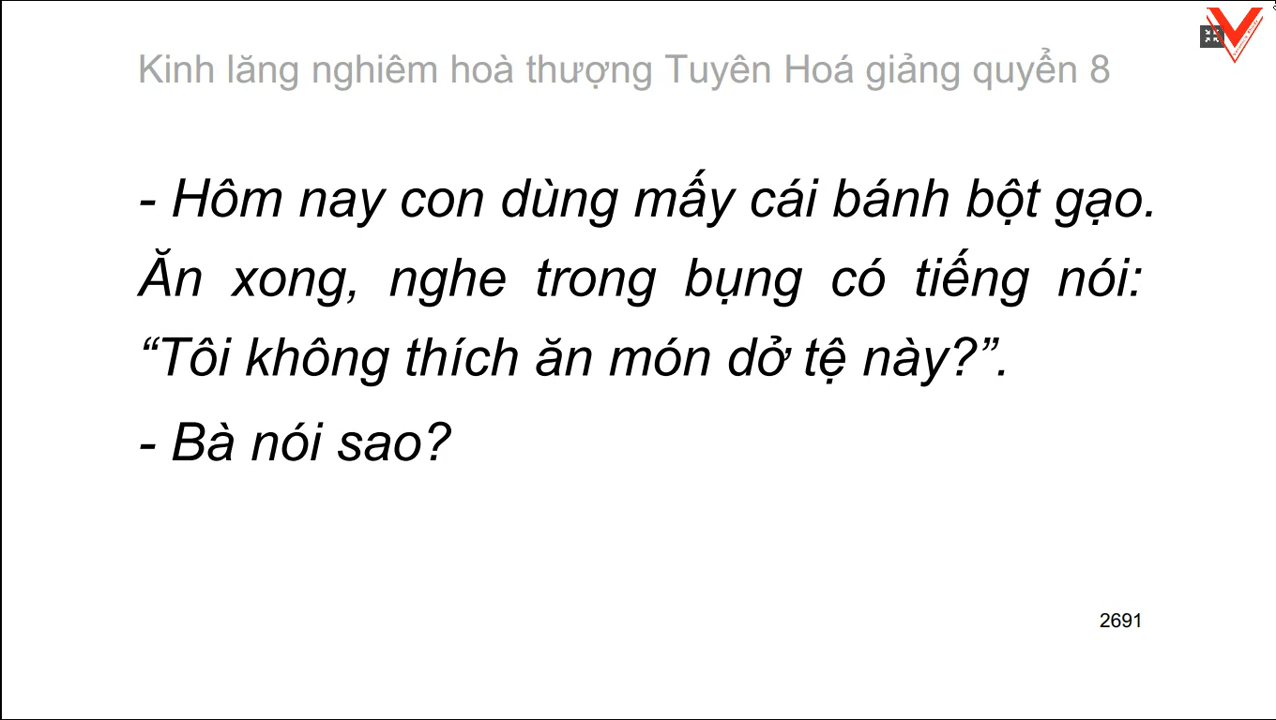 Kinh lăng nghiêm hoà thượng Tuyên Hoá giảng quyển 8
- Hôm nay con dùng mấy cái bánh bột gạo.
Ăn xong, nghe trong bụng có tiếng nói:
“Tôi không thích ăn món dở tệ này?”.
- Bà nói sao?
2691